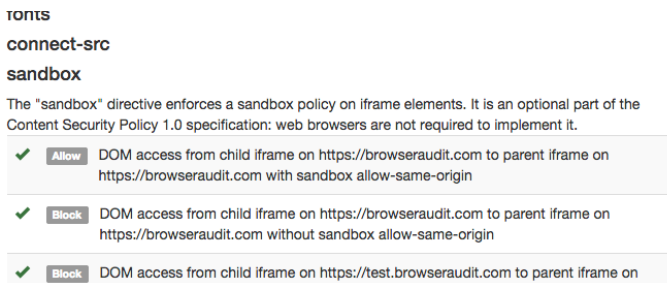 fonts
connect-src
sandbox
The "sandbox" directive enforces a sandbox policy on iframe elements. It is an optional part of the
Content Security Policy 1.0 specification: web browsers are not required to implement it.
Allow DOM access from child iframe on https://browseraudit.com to parent iframe on
https://browseraudit.com with sandbox allow-same-origin
Block DOM access from child iframe on https://browseraudit.com to parent iframe on
https://browseraudit.com without sandbox allow-same-origin
Block DOM access from child iframe on https://test.browseraudit.com to parent iframe on